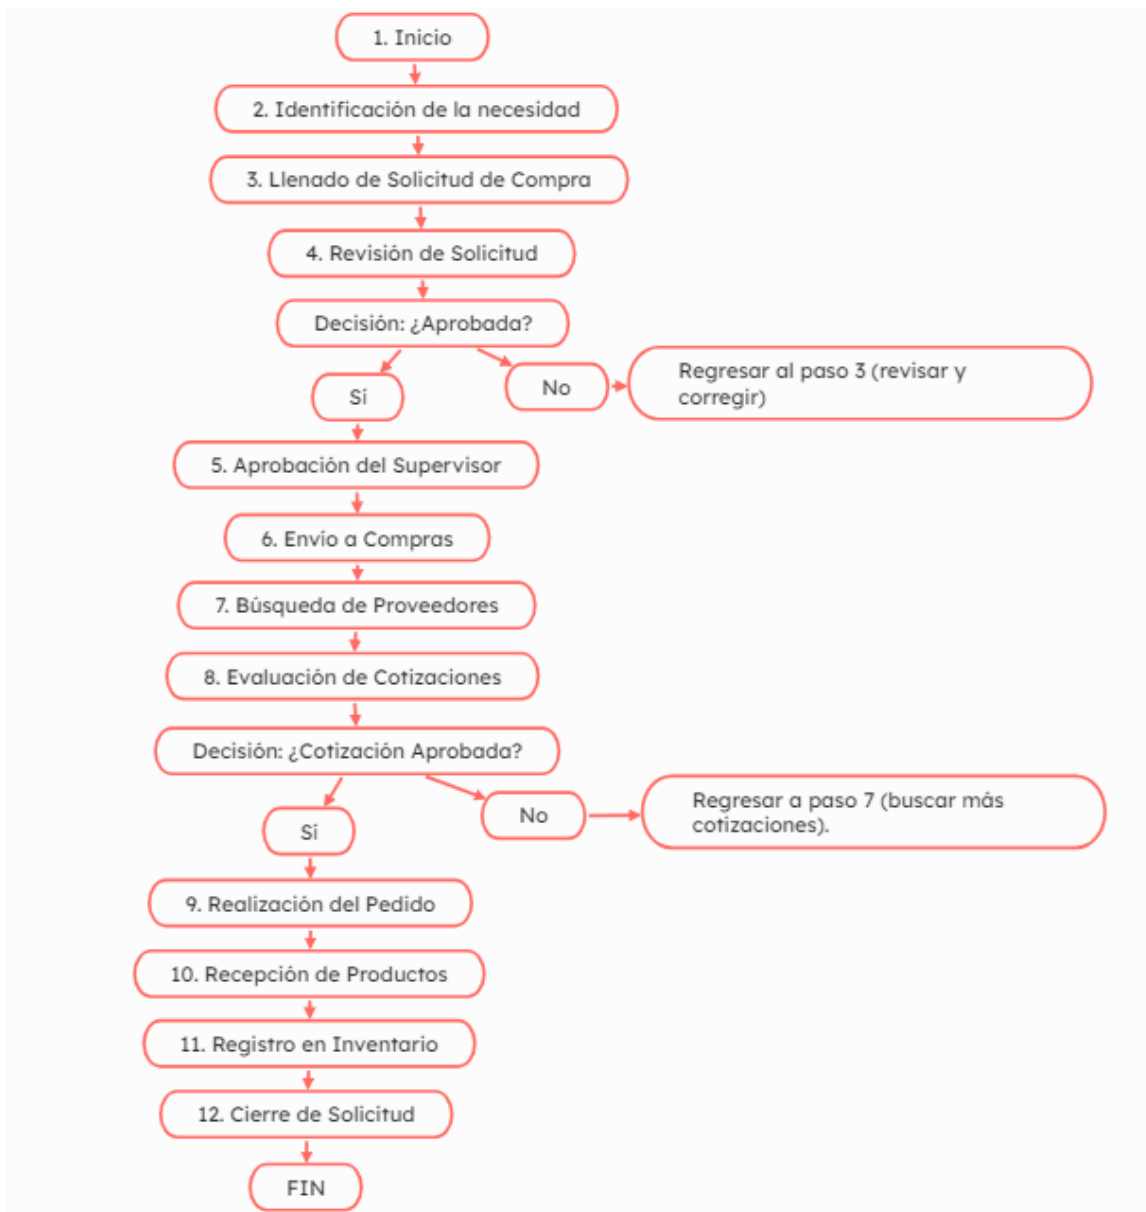 1. Inicio
2. Identificación de la necesidad
3. Llenado de Solicitud de Compra
4. Revisión de Solicitud
Decisión: ¿Aprobada?
Sí
No
Regresar al paso 3 (revisar y
corregir)
5. Aprobación del Supervisor
6. Envío a Compras
7. Búsqueda de Proveedores
8. Evaluación de Cotizaciones
Decisión: ¿Cotización Aprobada?
Sí
No
Regresar a paso 7 (buscar más
cotizaciones).
9. Realización del Pedido
10. Recepción de Productos
11. Registro en Inventario
12. Cierre de Solicitud
FIN